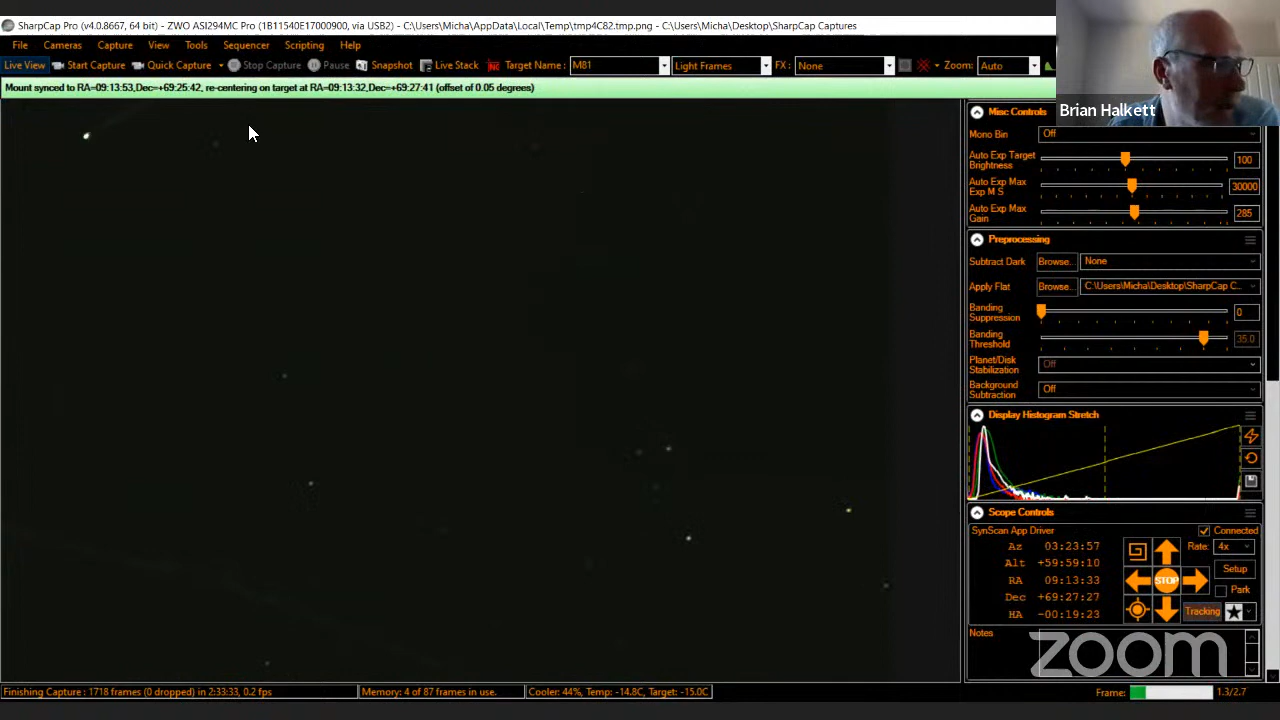 SharpCap Pro (v4.0.8667, 64 bit) - ZWO ASI294MC Pro (1B11540E17000900, via USB2) - C:\Users\Micha\AppData\Local\Temp\tmp4C82.tmp.png - C:\Users\Micha\Desktop\SharpCap Captures
File Cameras Capture View Tools Sequencer Scripting Help
Live View Start Capture Quick Capture Stop Capture Pause Snapshot Live Stack Target Name : M81 Light Frames FX : None Zoom: Auto
Mount synced to RA=09:13:53,Dec=+69:25:42, re-centering on target at RA=09:13:32,Dec=+69:27:41 (offset of 0.05 degrees)
Brian Halkett
Misc Controls
Mono Bin Off
Auto Exp Target Brightness 100
Auto Exp Max Exp M S 30000
Auto Exp Max Gain 285
Preprocessing
Subtract Dark Browse... None
Apply Flat Browse... C:\Users\Micha\Desktop\SharpCap C...
Banding Suppression 0
Banding Threshold 35.0
Planet/Disk Stabilization Off
Background Subtraction Off
Display Histogram Stretch
Scope Controls
SynScan App Driver Connected
Az 03:23:57 Rate: 4x
Alt +59:59:10 Setup
RA 09:13:33 STOP Park
Dec +69:27:27
HA -00:19:23 Tracking
Notes
zoom
Finishing Capture : 1718 frames (0 dropped) in 2:33:33, 0.2 fps Memory: 4 of 87 frames in use. Cooler: 44%, Temp: -14.8C, Target: -15.0C Frame: 1.3/2.7